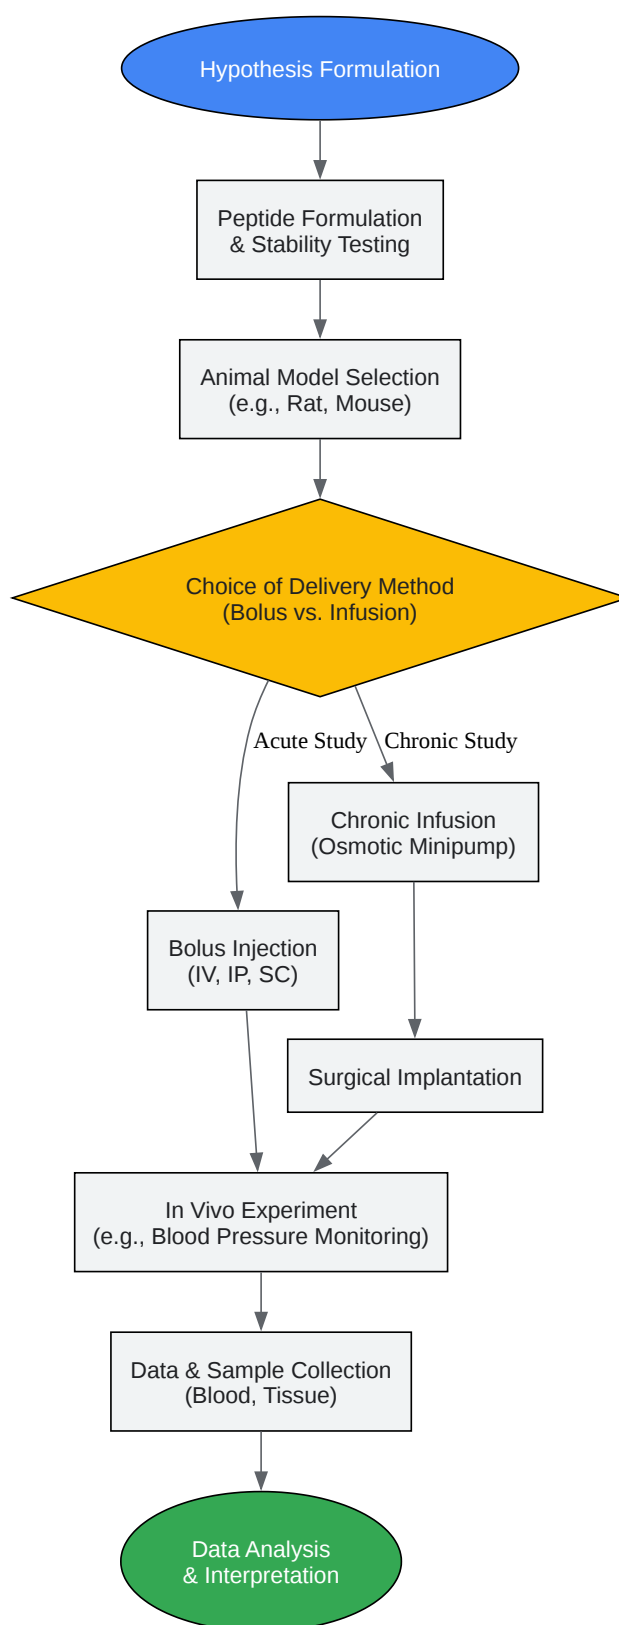 Hypothesis Formulation
Peptide Formulation
& Stability Testing
Animal Model Selection
(e.g., Rat, Mouse)
Choice of Delivery Method
(Bolus vs. Infusion)
Acute Study
Chronic Study
Chronic Infusion
(Osmotic Minipump)
Bolus Injection
(IV, IP, SC)
Surgical Implantation
In Vivo Experiment
(e.g., Blood Pressure Monitoring)
Data & Sample Collection
(Blood, Tissue)
Data Analysis
& Interpretation